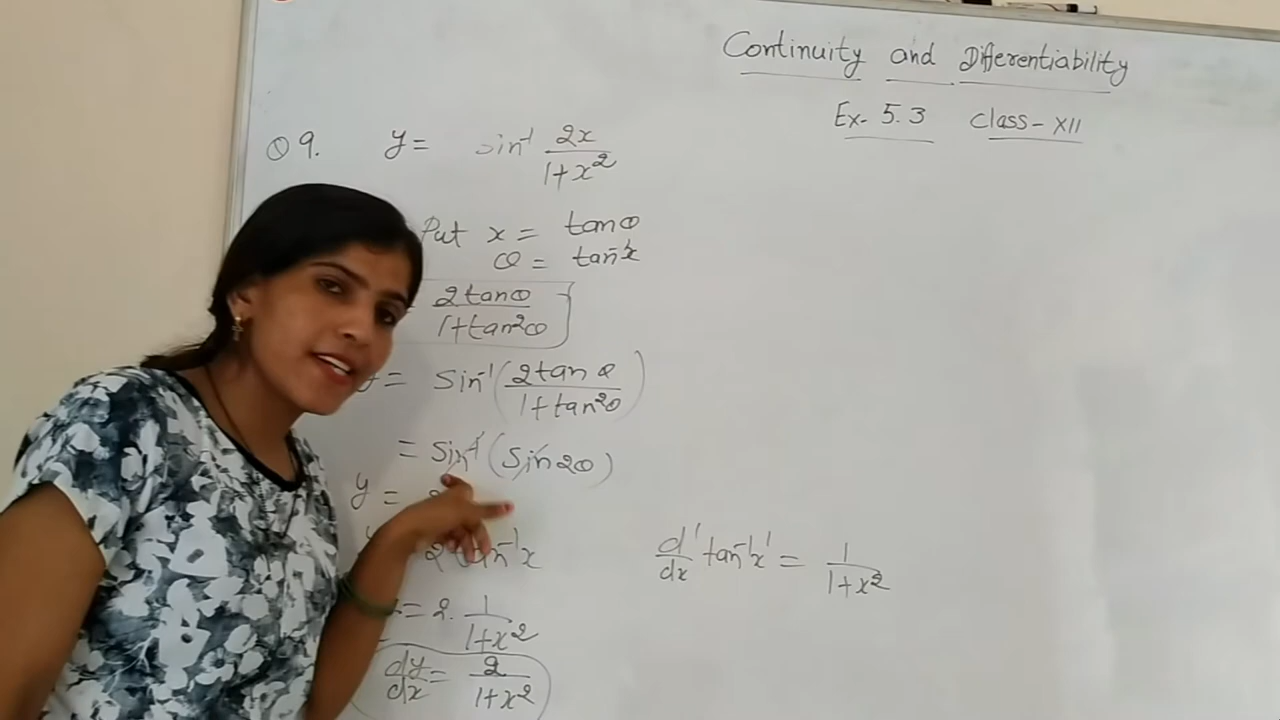 Continuity and Differentiability
Ex- 5.3 Class- XII
Q9. y = sin⁻¹ 2x/(1+x²)
Put x = tanθ
θ = tan⁻¹x
2tanθ/(1+tan²θ)
= sin⁻¹(2tanθ/(1+tan²θ))
= sin⁻¹(sin2θ)
y =
2tan⁻¹x
d/dx tan⁻¹x = 1/(1+x²)
= 2. 1/(1+x²)
dy/dx = 2/(1+x²)